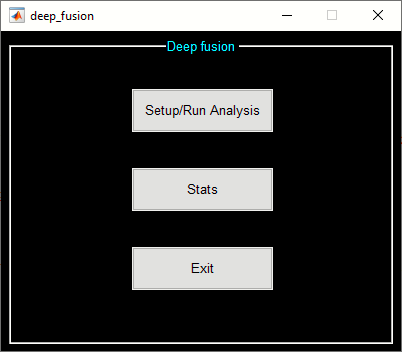 deep_fusion
Deep fusion
Setup/Run Analysis
Stats
Exit